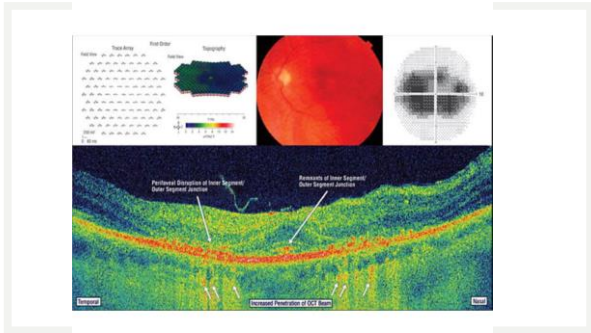 First Order
Trace Array
Topography
Field View
Field View
Perifoveal Disruption of Inner Segment/
Outer Segment Junction
Remnants of Inner Segment/
Outer Segment Junction
Temporal
Increased Penetration of OCT Beam
Nasal